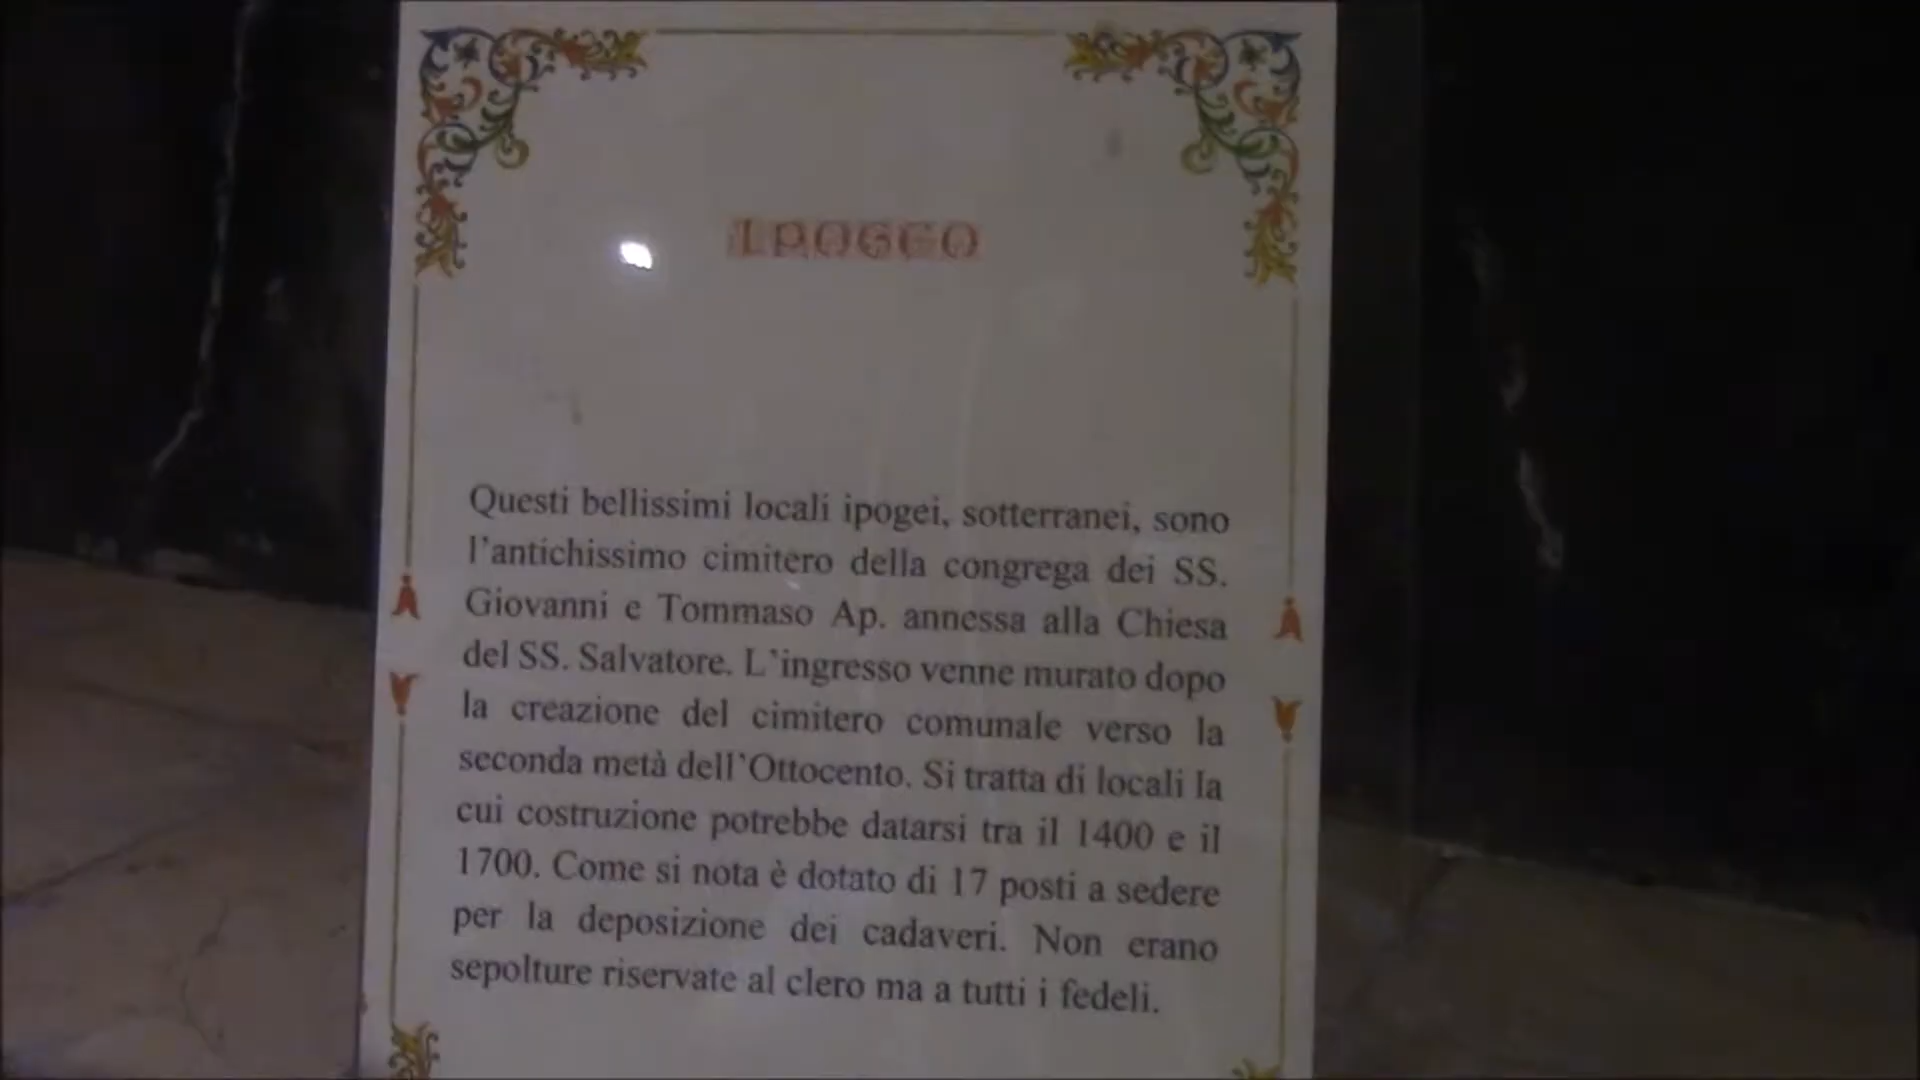 IPOGEO
Questi bellissimi locali ipogei, sotterranei, sono
l'antichissimo cimitero della congrega dei SS.
Giovanni e Tommaso Ap. annessa alla Chiesa
del SS. Salvatore. L'ingresso venne murato dopo
la creazione del cimitero comunale verso la
seconda metà dell'Ottocento. Si tratta di locali la
cui costruzione potrebbe datarsi tra il 1400 e il
1700. Come si nota è dotato di 17 posti a sedere
per la deposizione dei cadaveri. Non erano
sepolture riservate al clero ma a tutti i fedeli.